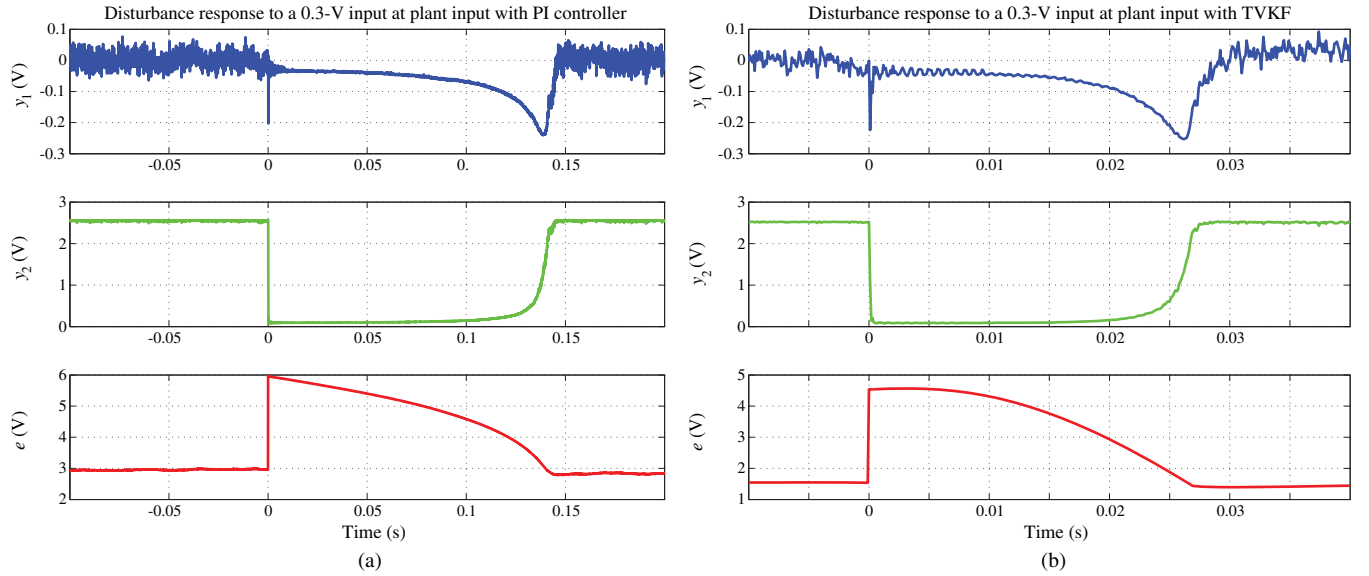 Disturbance response to a 0.3-V input at plant input with PI controller
0.1
0
-0.1
-0.2
-0.3
y1 (V)
-0.05 0 0.05 0. 0.15
3
2
1
0
y2 (V)
-0.05 0 0.05 0.1 0.15
6
5
4
3
2
e (V)
-0.05 0 0.05 0.1 0.15
Time (s)
(a)
Disturbance response to a 0.3-V input at plant input with TVKF
0.1
0
-0.1
-0.2
-0.3
y1 (V)
0 0.01 0.02 0.03
3
2
1
0
y2 (V)
0 0.01 0.02 0.03
5
4
3
2
1
e (V)
0 0.01 0.02 0.03
Time (s)
(b)